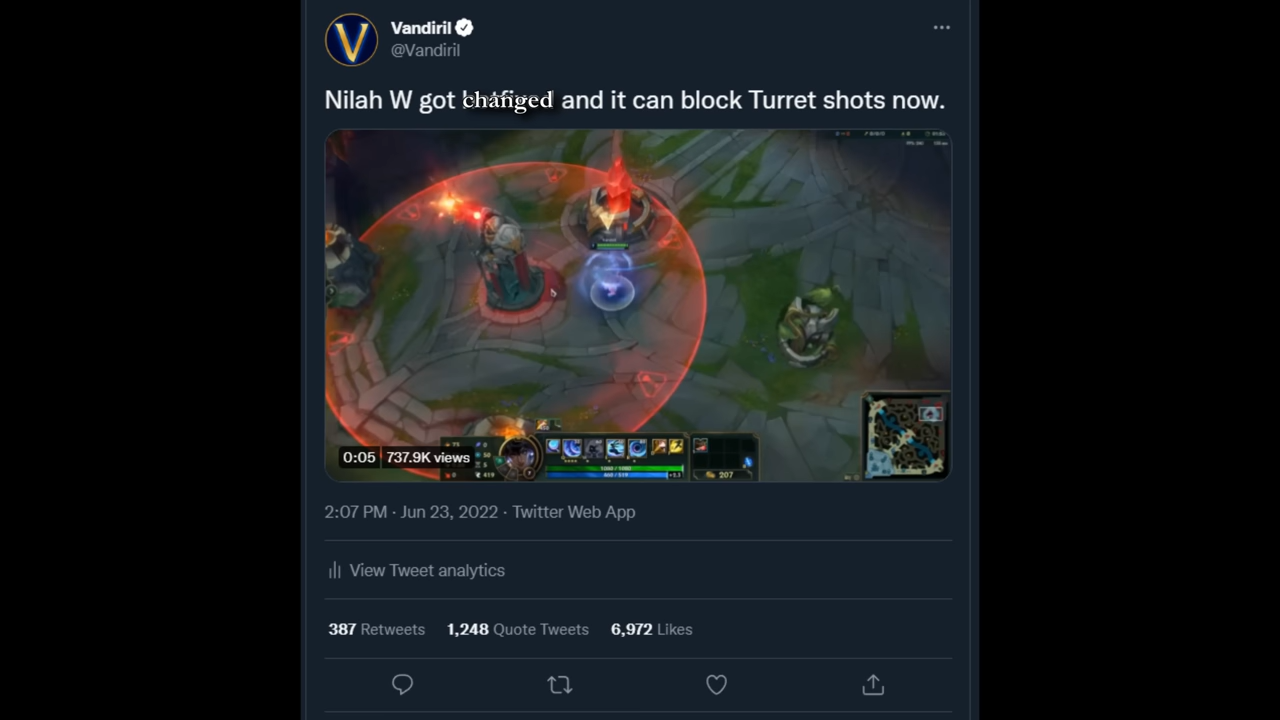 Vandiril
@Vandiril
Nilah W got changed and it can block Turret shots now.
0:05 737.9K views
207
2:07 PM · Jun 23, 2022 · Twitter Web App
View Tweet analytics
387 Retweets 1,248 Quote Tweets 6,972 Likes